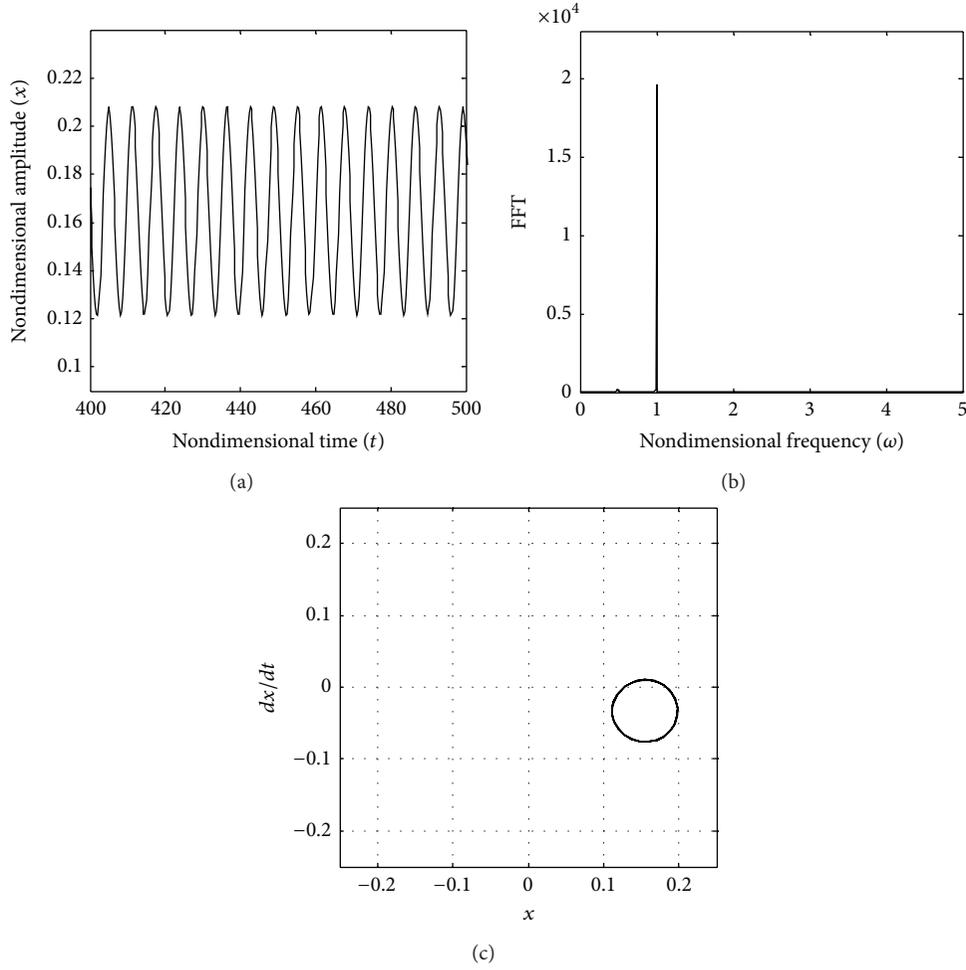 0.22
0.2
0.18
0.16
0.14
0.12
0.1
Nondimensional amplitude (x)
400 420 440 460 480 500
Nondimensional time (t)
(a)
×10⁴
2
1.5
1
0.5
0
FFT
0 1 2 3 4 5
Nondimensional frequency (ω)
(b)
0.2
0.1
0
−0.1
−0.2
dx/dt
−0.2 −0.1 0 0.1 0.2
x
(c)